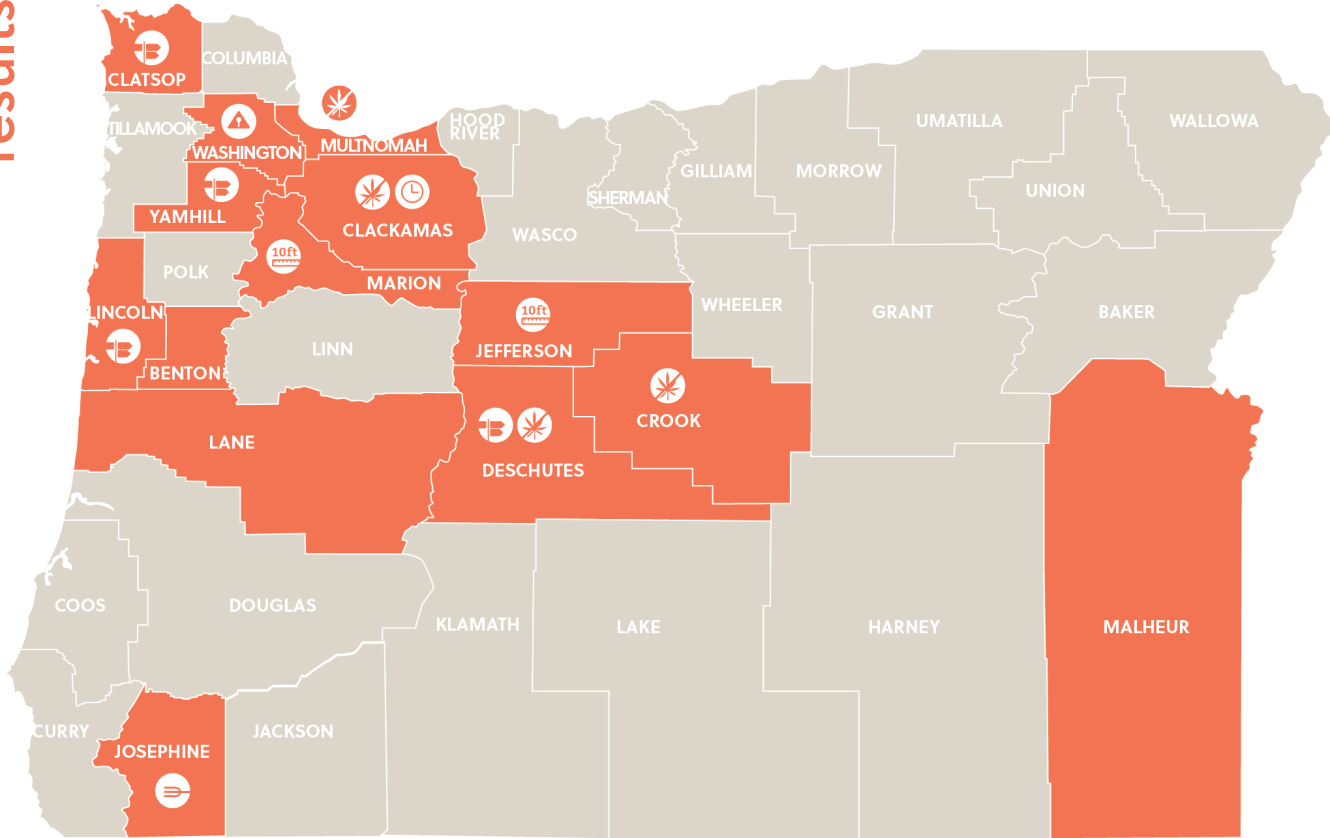 results
CLATSOP
COLUMBIA
TILLAMOOK
WASHINGTON
MULTNOMAH
HOOD
RIVER
YAMHILL
CLACKAMAS
SHERMAN
GILLIAM
MORROW
UMATILLA
UNION
WALLOWA
WASCO
10ft
POLK
MARION
LINCOLN
BENTON
LINN
10ft
JEFFERSON
WHEELER
GRANT
BAKER
CROOK
LANE
DESCHUTES
COOS
DOUGLAS
KLAMATH
LAKE
HARNEY
MALHEUR
CURRY
JOSEPHINE
JACKSON